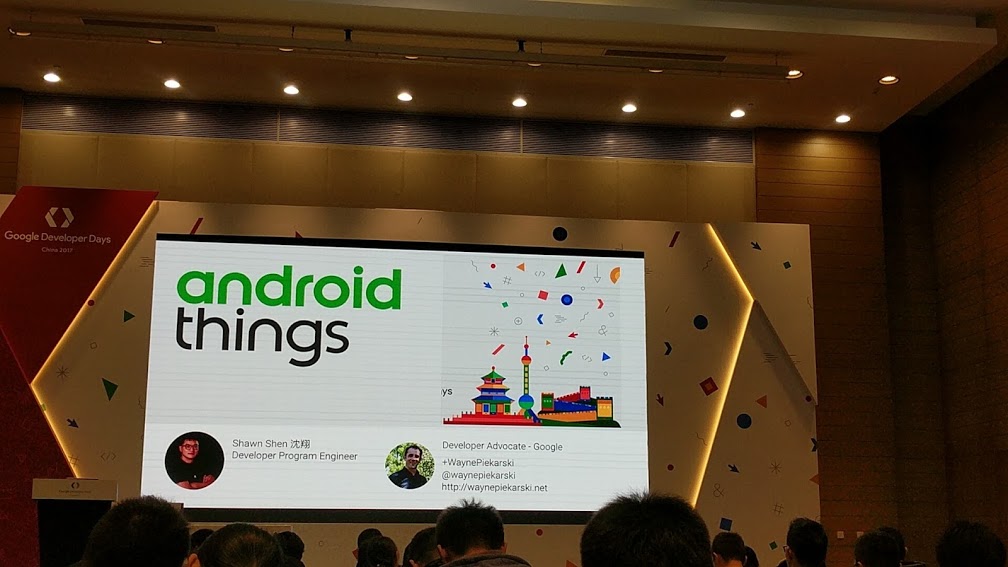 Google Developer Days
China 2017
android
things
ys
Shawn Shen 沈翔
Developer Program Engineer
Developer Advocate - Google
+WaynePiekarski
@waynepiekarski
http://waynepiekarski.net